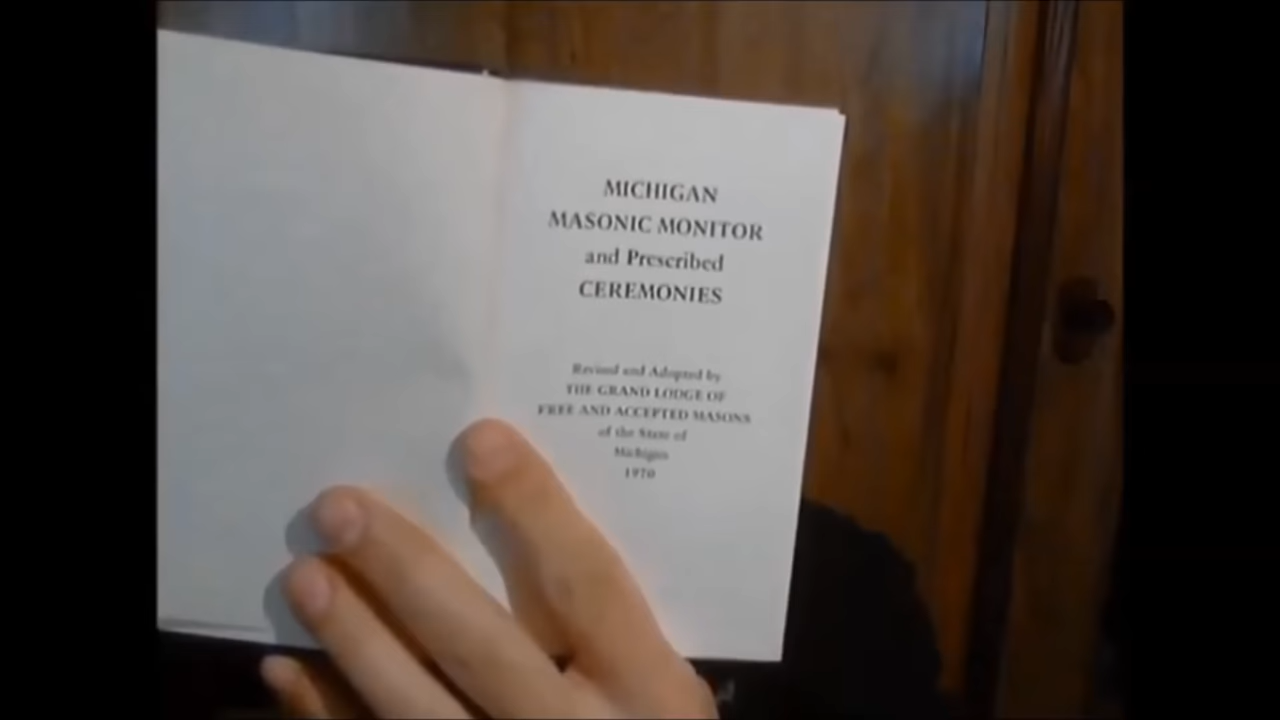 MICHIGAN
MASONIC MONITOR
and Prescribed
CEREMONIES
Revised and Adopted by
THE GRAND LODGE OF
FREE AND ACCEPTED MASONS
of the State of
Michigan
1970